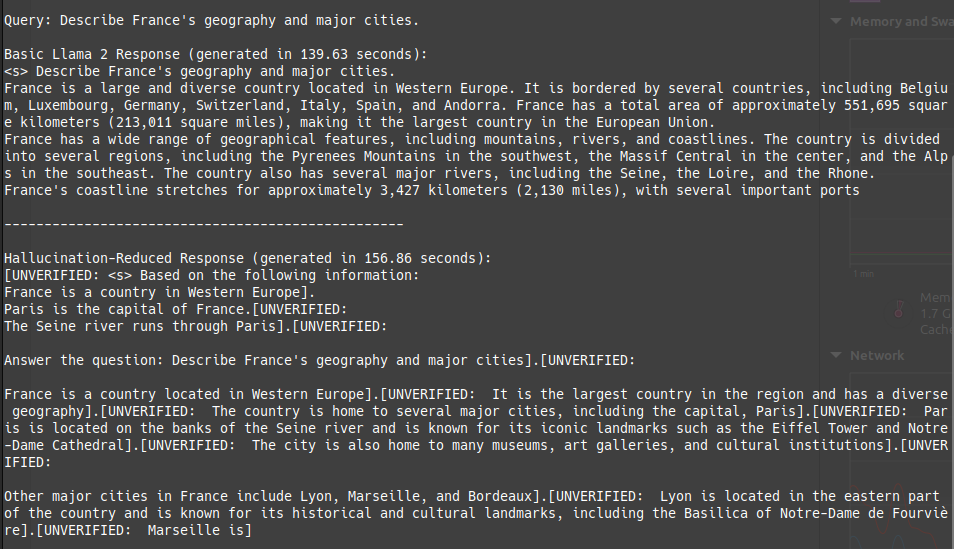 Query: Describe France's geography and major cities.
Basic Llama 2 Response (generated in 139.63 seconds):
<s> Describe France's geography and major cities.
France is a large and diverse country located in Western Europe. It is bordered by several countries, including Belgiu
m, Luxembourg, Germany, Switzerland, Italy, Spain, and Andorra. France has a total area of approximately 551,695 squar
e kilometers (213,011 square miles), making it the largest country in the European Union.
France has a wide range of geographical features, including mountains, rivers, and coastlines. The country is divided
into several regions, including the Pyrenees Mountains in the southwest, the Massif Central in the center, and the Alp
s in the southeast. The country also has several major rivers, including the Seine, the Loire, and the Rhone.
France's coastline stretches for approximately 3,427 kilometers (2,130 miles), with several important ports
--------------------------------------------------
Hallucination-Reduced Response (generated in 156.86 seconds):
[UNVERIFIED: <s> Based on the following information:
France is a country in Western Europe].
Paris is the capital of France.[UNVERIFIED:
The Seine river runs through Paris].[UNVERIFIED:
Answer the question: Describe France's geography and major cities].[UNVERIFIED:
France is a country located in Western Europe].[UNVERIFIED:  It is the largest country in the region and has a diverse
 geography].[UNVERIFIED:  The country is home to several major cities, including the capital, Paris].[UNVERIFIED:  Par
is is located on the banks of the Seine river and is known for its iconic landmarks such as the Eiffel Tower and Notre
-Dame Cathedral].[UNVERIFIED:  The city is also home to many museums, art galleries, and cultural institutions].[UNVER
IFIED:
Other major cities in France include Lyon, Marseille, and Bordeaux].[UNVERIFIED:  Lyon is located in the eastern part
of the country and is known for its historical and cultural landmarks, including the Basilica of Notre-Dame de Fourviè
re].[UNVERIFIED:  Marseille is]
Memory and Swa
1 min
Mem
1.7 G
Cache
Network